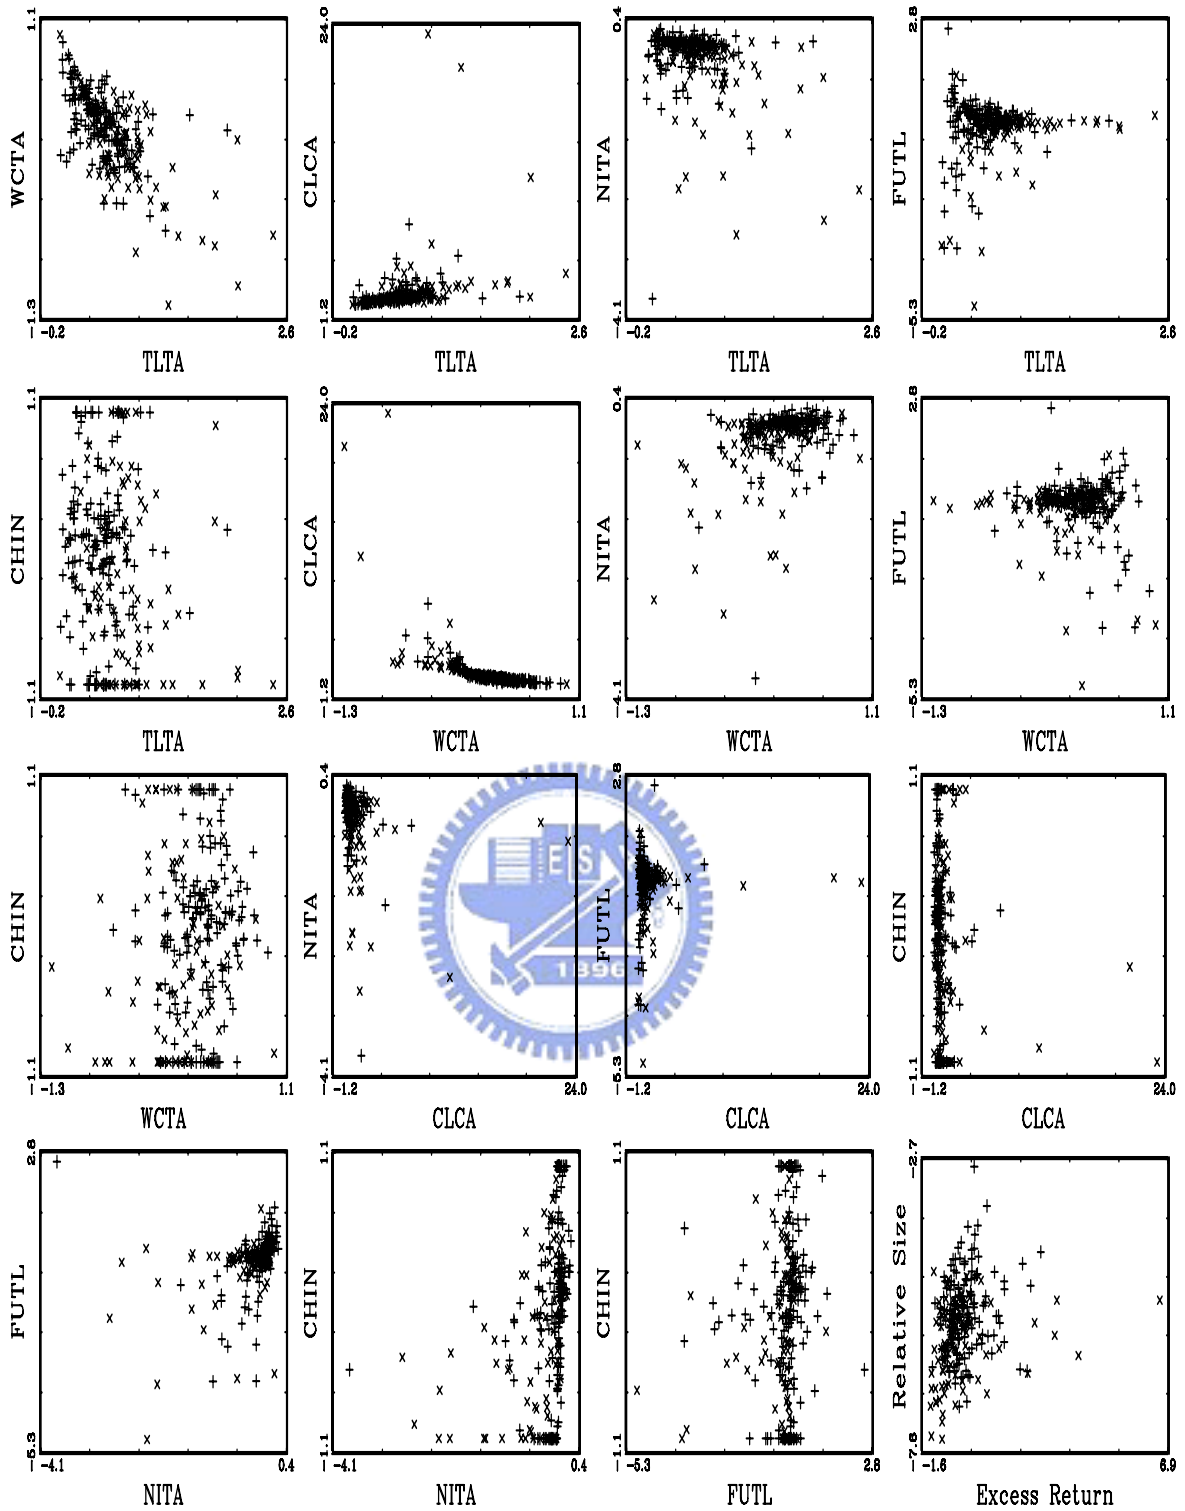 1.1
WCTA
-1.3
-0.2
2.6
TLTA
24.0
CLCA
-1.2
-0.2
2.6
TLTA
0.4
NITA
-4.1
-0.2
2.6
TLTA
2.8
FUTL
-5.3
-0.2
2.6
TLTA
1.1
CHIN
-1.1
-0.2
2.6
TLTA
24.0
CLCA
-1.2
-1.3
1.1
WCTA
0.4
NITA
-4.1
-1.3
1.1
WCTA
2.8
FUTL
-5.3
-1.3
1.1
WCTA
1.1
CHIN
-1.1
-1.3
1.1
WCTA
0.4
NITA
-4.1
-1.2
24.0
CLCA
2.8
FUTL
-5.3
-1.2
24.0
CLCA
1.1
CHIN
-1.1
-1.2
24.0
CLCA
ES
1896
2.8
FUTL
-5.3
-4.1
0.4
NITA
1.1
CHIN
-1.1
-4.1
0.4
NITA
1.1
CHIN
-1.1
-5.3
2.8
FUTL
-2.7
Relative Size
-7.8
-1.6
6.9
Excess Return